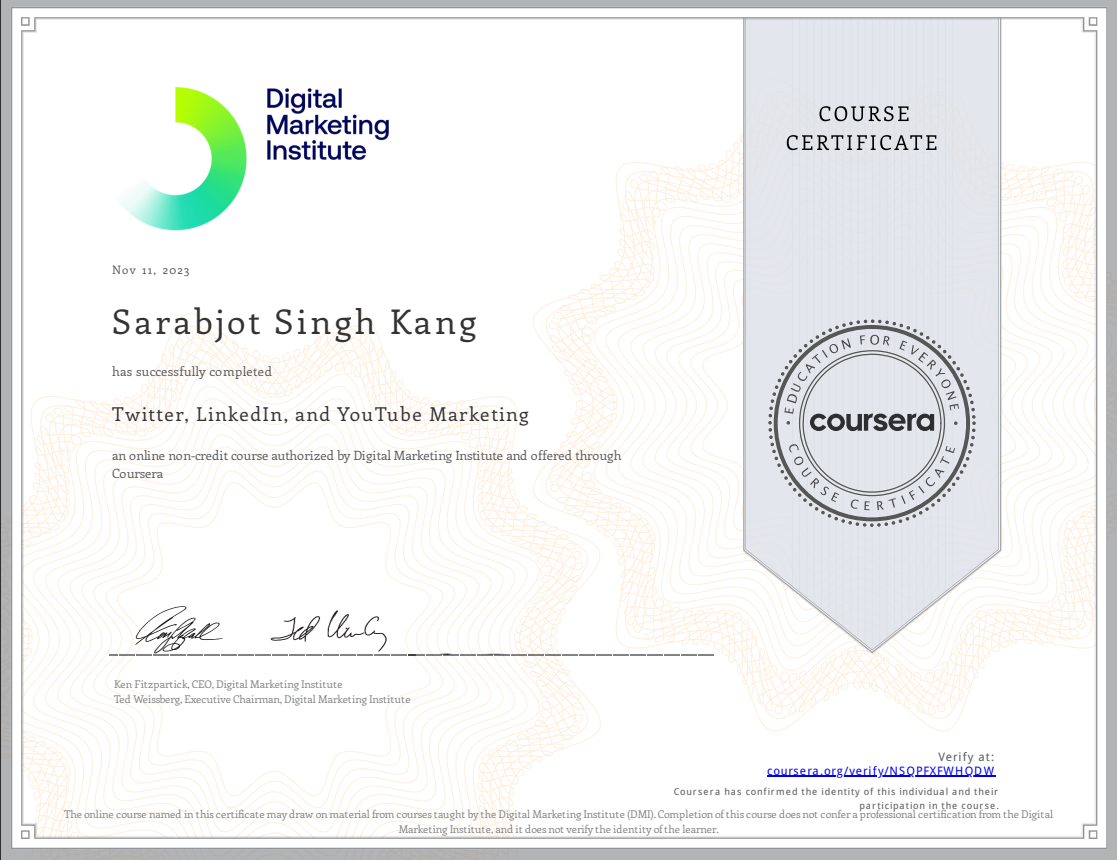 Digital
Marketing
Institute
COURSE
CERTIFICATE
Nov 11, 2023
Sarabjot Singh Kang
has successfully completed
Twitter, LinkedIn, and YouTube Marketing
an online non-credit course authorized by Digital Marketing Institute and offered through
Coursera
EDUCATION FOR EVERYONE
coursera
COURSE CERTIFICATE
Ken Fitzpartick, CEO, Digital Marketing Institute
Ted Weissberg, Executive Chairman, Digital Marketing Institute
Verify at:
coursera.org/verify/NSQPFXFWHQDW
Coursera has confirmed the identity of this individual and their
participation in the course.
The online course named in this certificate may draw on material from courses taught by the Digital Marketing Institute (DMI). Completion of this course does not confer a professional certification from the Digital
Marketing Institute, and it does not verify the identity of the learner.